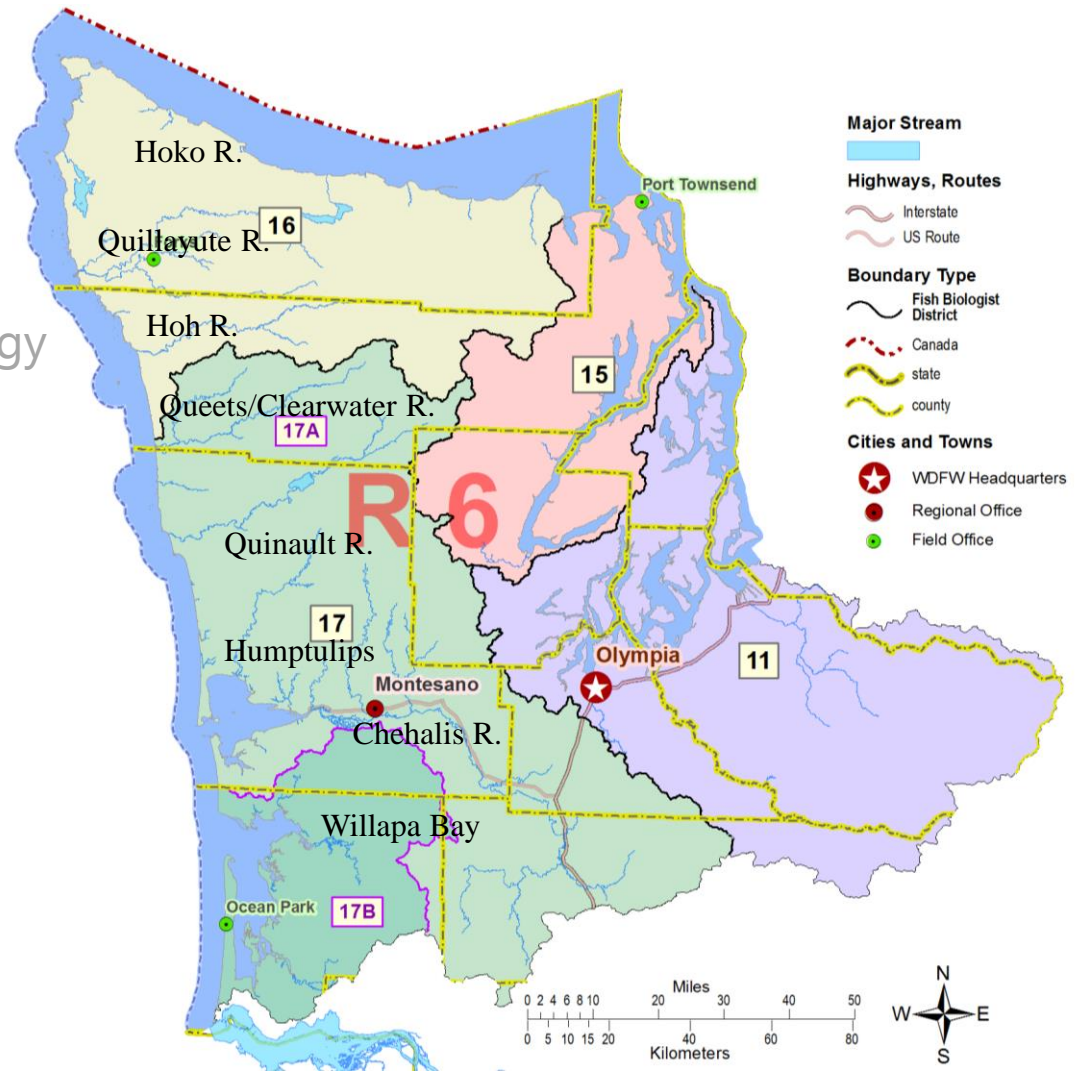 Hoko R.
16
Quillayute R.
Hoh R.
gy
Queets/Clearwater R.
17A
R 6
Quinault R.
17
Humptulips
Montesano
Chehalis R.
Willapa Bay
Ocean Park
17B
Port Townsend
15
Olympia
11
Major Stream
Highways, Routes
Interstate
US Route
Boundary Type
Fish Biologist
District
Canada
state
county
Cities and Towns
WDFW Headquarters
Regional Office
Field Office
Miles
0 2 4 6 8 10 20 30 40 50
0 5 10 15 20 40 60 80
Kilometers
N
W E
S